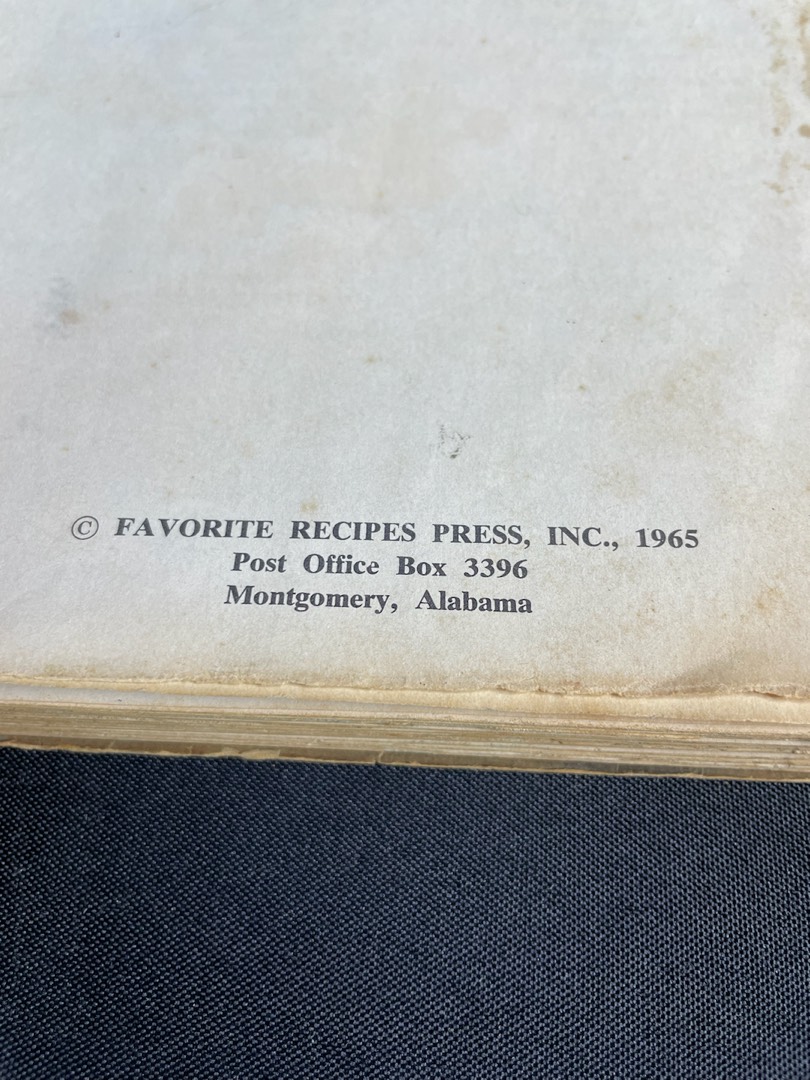 © FAVORITE RECIPES PRESS, INC., 1965
Post Office Box 3396
Montgomery, Alabama